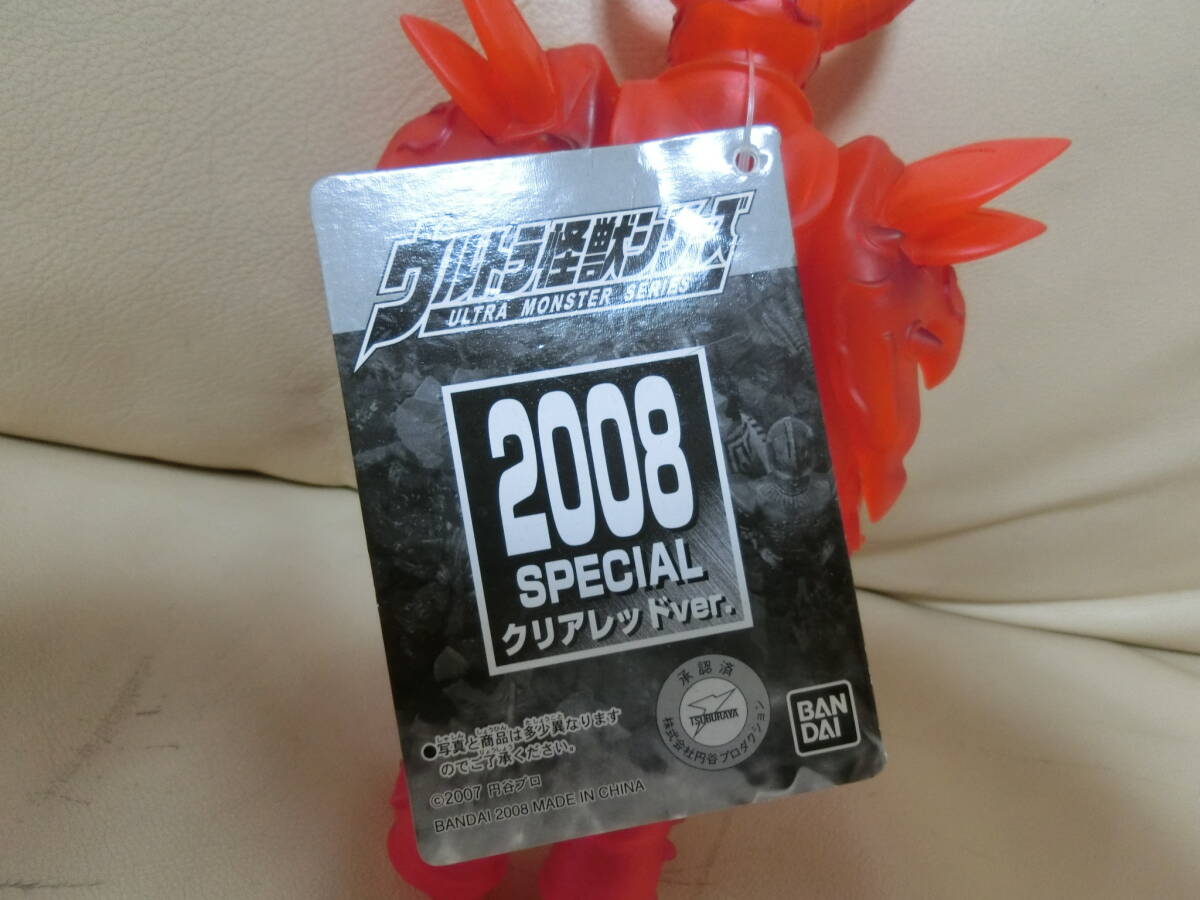 ウルトラ怪獣シリーズ
ULTRA MONSTER SERIES
2008
SPECIAL
クリアレッドver.
承認済
TSUBURAYA
株式会社円谷プロダクション
BAN
DAI
●写真と商品は多少異なります
のでご了承ください。
©2007 円谷プロ
BANDAI 2008 MADE IN CHINA